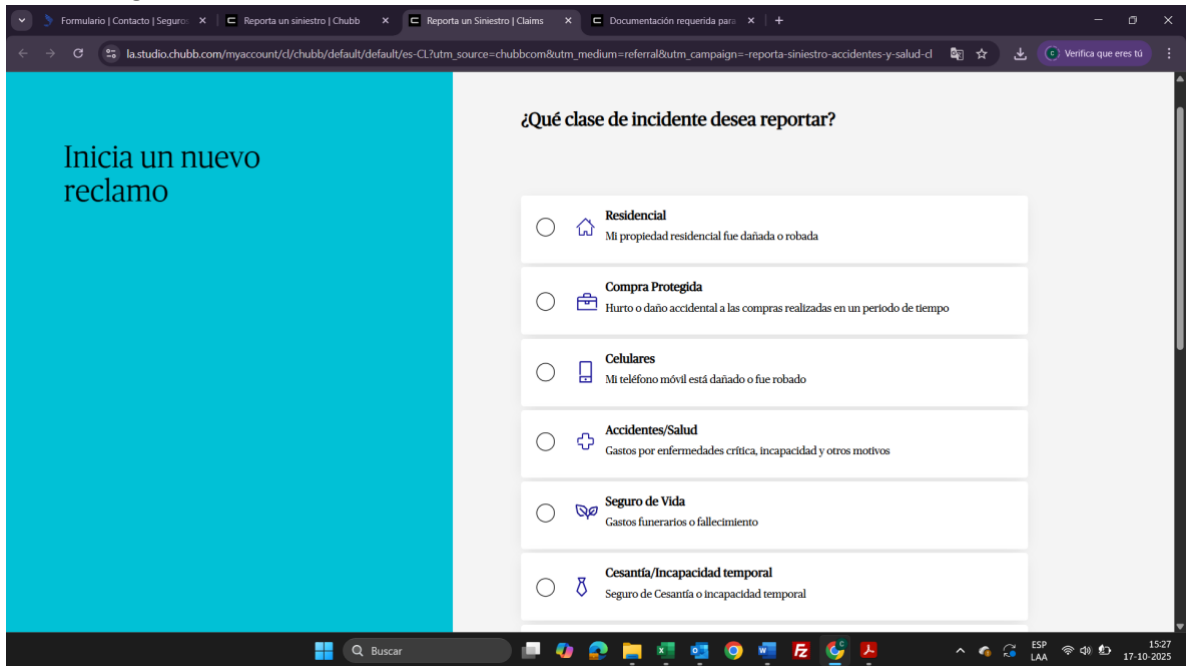 Formulario | Contacto | Seguros
Reporta un siniestro | Chubb
Reporta un Siniestro | Claims
Documentación requerida para
la.studio.chubb.com/myaccount/cl/chubb/default/default/es-CL?utm_source=chubbcom&utm_medium=referral&utm_campaign=-reporta-siniestro-accidentes-y-salud-cl
Verifica que eres tú
Inicia un nuevo
reclamo
¿Qué clase de incidente desea reportar?
Residencial
Mi propiedad residencial fue dañada o robada
Compra Protegida
Hurto o daño accidental a las compras realizadas en un periodo de tiempo
Celulares
Mi teléfono móvil está dañado o fue robado
Accidentes/Salud
Gastos por enfermedades crítica, incapacidad y otros motivos
Seguro de Vida
Gastos funerarios o fallecimiento
Cesantía/Incapacidad temporal
Seguro de Cesantía o incapacidad temporal
Buscar
ESP
LAA
15:27
17-10-2025